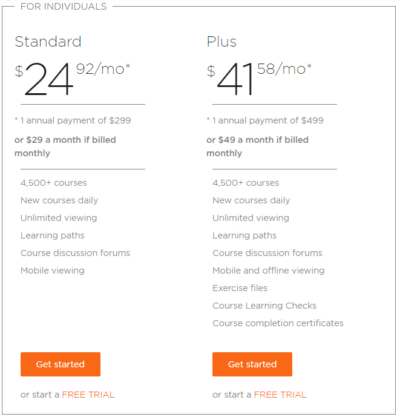 FOR INDIVIDUALS
Standard
$24 92/mo*
* 1 annual payment of $299
or $29 a month if billed
monthly
4,500+ courses
New courses daily
Unlimited viewing
Learning paths
Course discussion forums
Mobile viewing
Get started
or start a FREE TRIAL
Plus
$41 58/mo*
* 1 annual payment of $499
or $49 a month if billed
monthly
4,500+ courses
New courses daily
Unlimited viewing
Learning paths
Course discussion forums
Mobile and offline viewing
Exercise files
Course Learning Checks
Course completion certificates
Get started
or start a FREE TRIAL